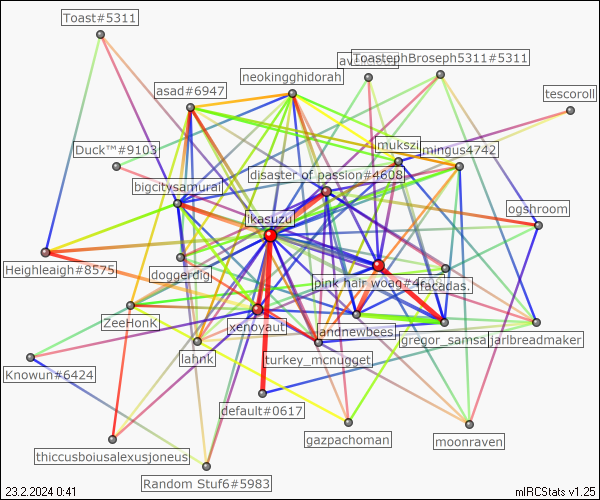 Toast#5311
ToastephBroseph5311#5311
neokingghidorah
asad#6947
tescoroll
mukszi
Duck™#9103
mingus4742
disaster of passion#4608
bigcitysamurai
ogshroom
ikasuzu
Heighleaigh#8575
doggerdig
pink hair woag#4
facadas.
ZeeHonk
xenoyaut
andnewbees
gregor_samsa
jarlbreadmaker
lahnk
turkey_mcnugget
Knowun#6424
default#0617
gazpachoman
moonraven
thiccusboiusalexusjoneus
Random Stuf6#5983
23.2.2024 0:41
mIRCStats v1.25